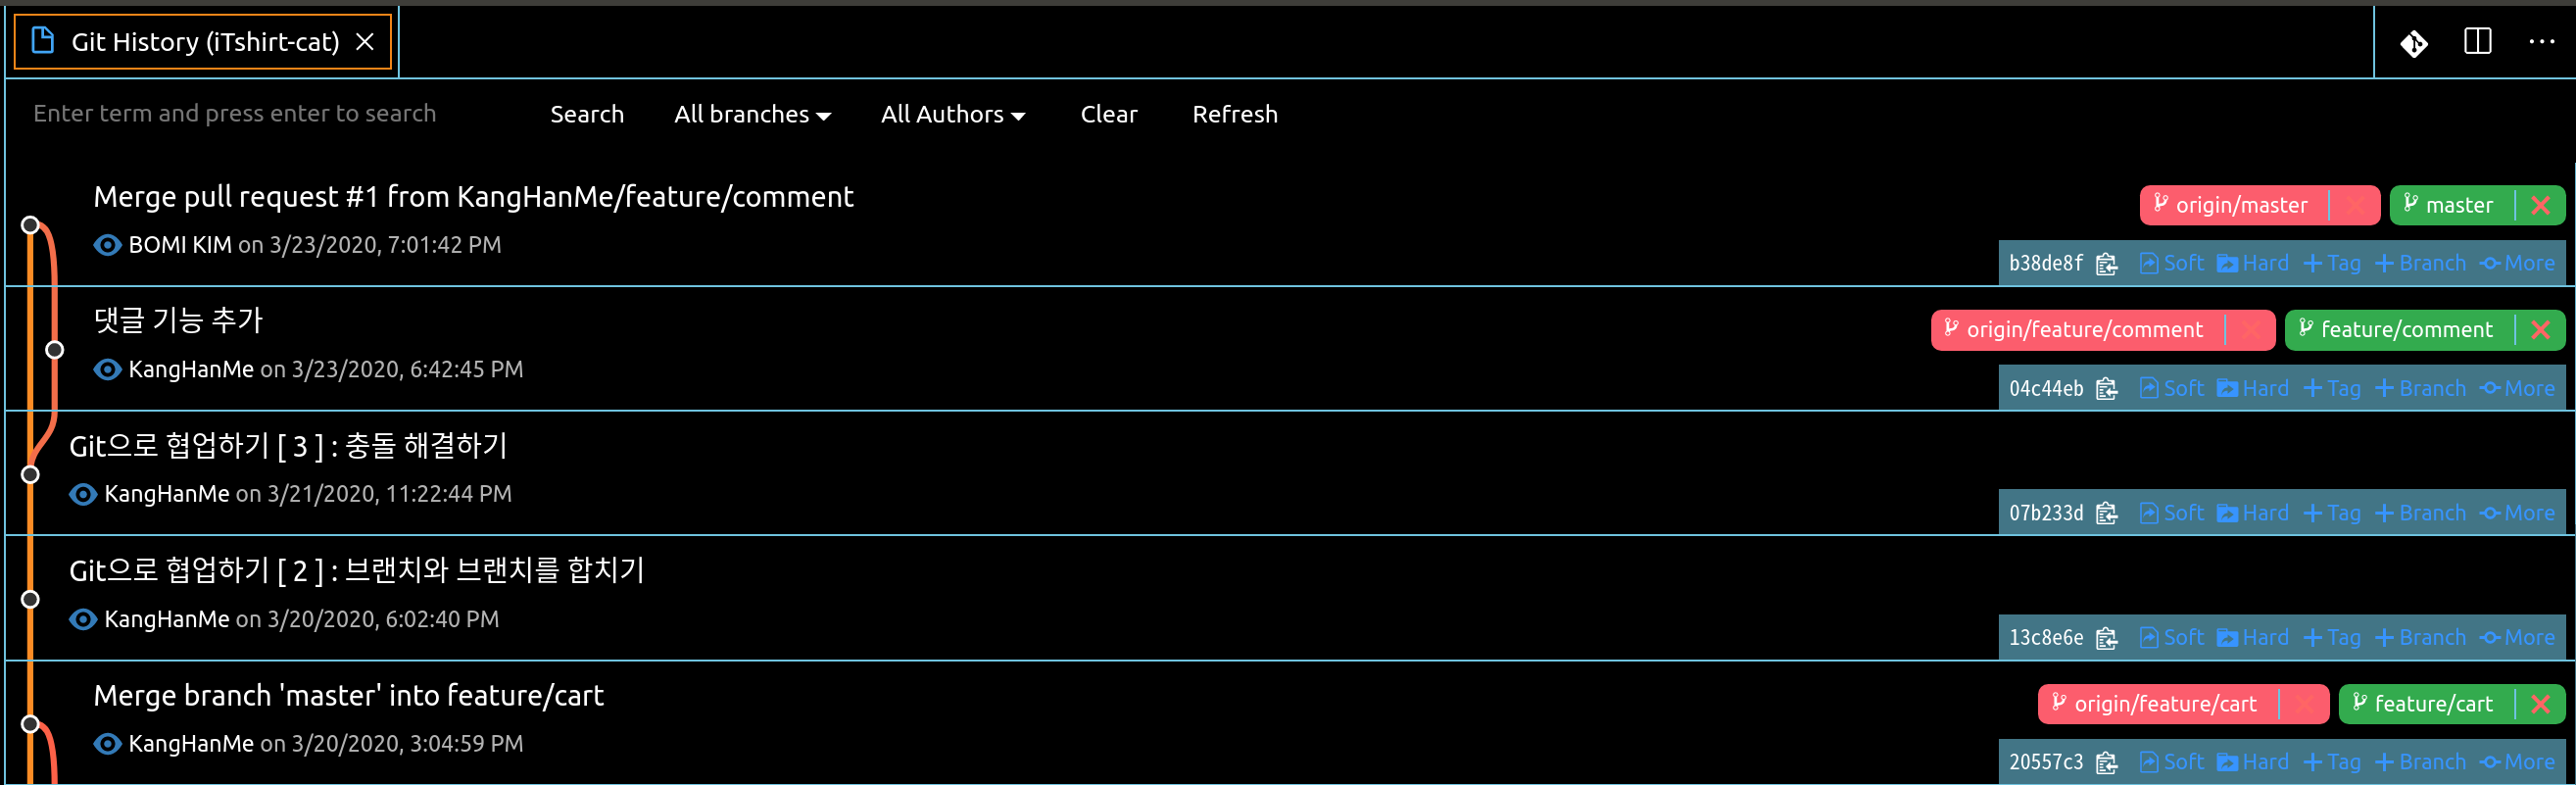 Git History (iTshirt-cat)
Enter term and press enter to search Search All branches All Authors Clear Refresh
Merge pull request #1 from KangHanMe/feature/comment
origin/master master
BOMI KIM on 3/23/2020, 7:01:42 PM
b38de8f Soft Hard Tag Branch More
댓글 기능 추가
origin/feature/comment feature/comment
KangHanMe on 3/23/2020, 6:42:45 PM
04c44eb Soft Hard Tag Branch More
Git으로 협업하기 [ 3 ] : 충돌 해결하기
KangHanMe on 3/21/2020, 11:22:44 PM
07b233d Soft Hard Tag Branch More
Git으로 협업하기 [ 2 ] : 브랜치와 브랜치를 합치기
KangHanMe on 3/20/2020, 6:02:40 PM
13c8e6e Soft Hard Tag Branch More
Merge branch 'master' into feature/cart
origin/feature/cart feature/cart
KangHanMe on 3/20/2020, 3:04:59 PM
20557c3 Soft Hard Tag Branch More